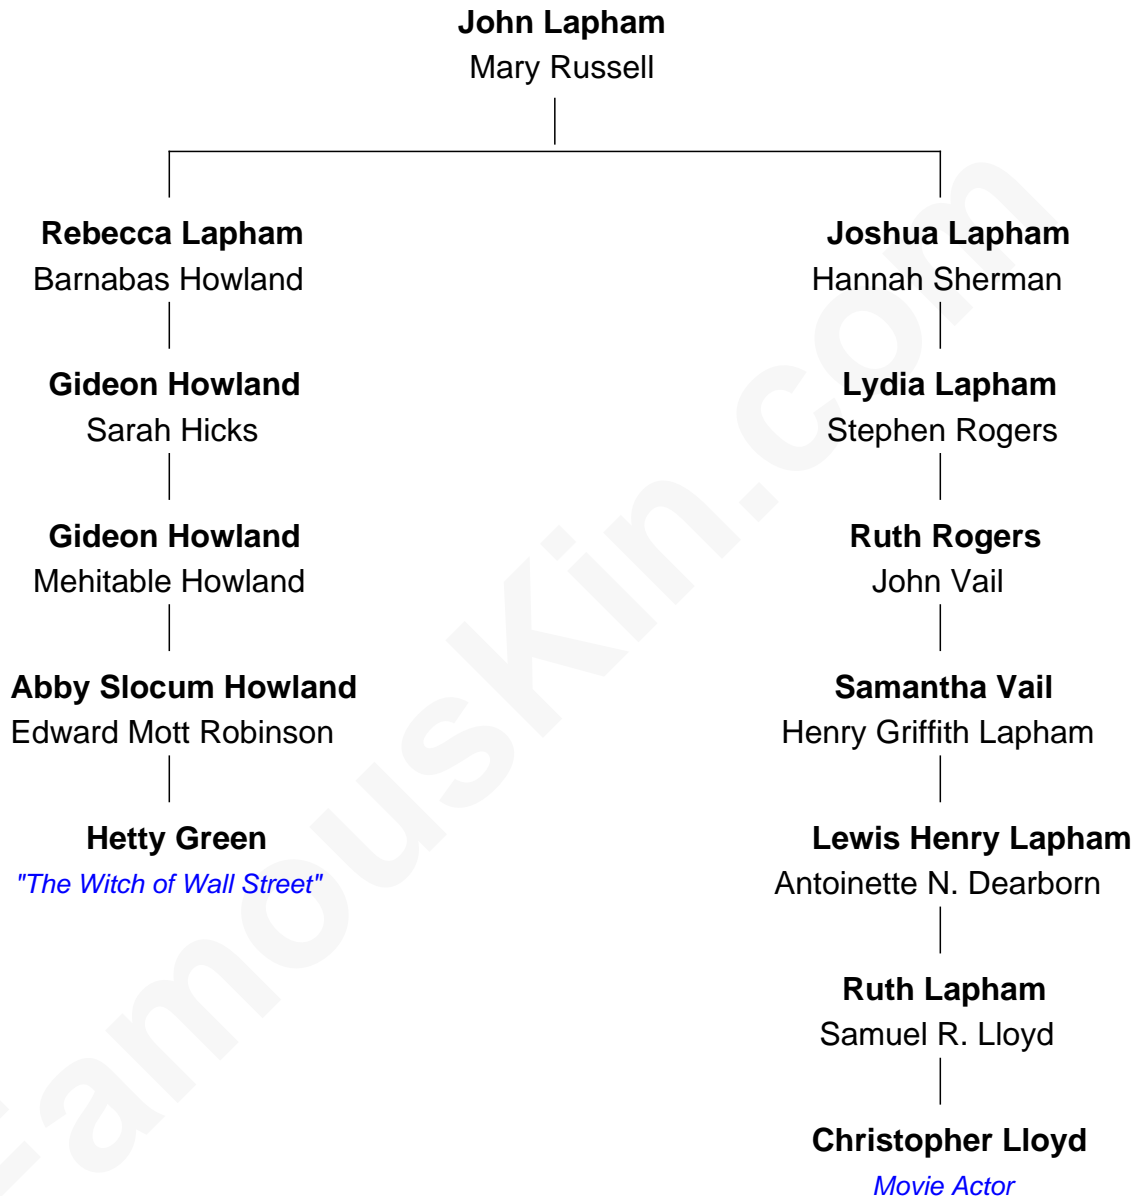 John Lapham
Mary Russell
Rebecca Lapham
Barnabas Howland
Joshua Lapham
Hannah Sherman
Gideon Howland
Sarah Hicks
Lydia Lapham
Stephen Rogers
Gideon Howland
Mehitable Howland
Ruth Rogers
John Vail
Abby Slocum Howland
Edward Mott Robinson
Samantha Vail
Henry Griffith Lapham
Hetty Green
"The Witch of Wall Street"
Lewis Henry Lapham
Antoinette N. Dearborn
Ruth Lapham
Samuel R. Lloyd
Christopher Lloyd
Movie Actor
FamousKin.com